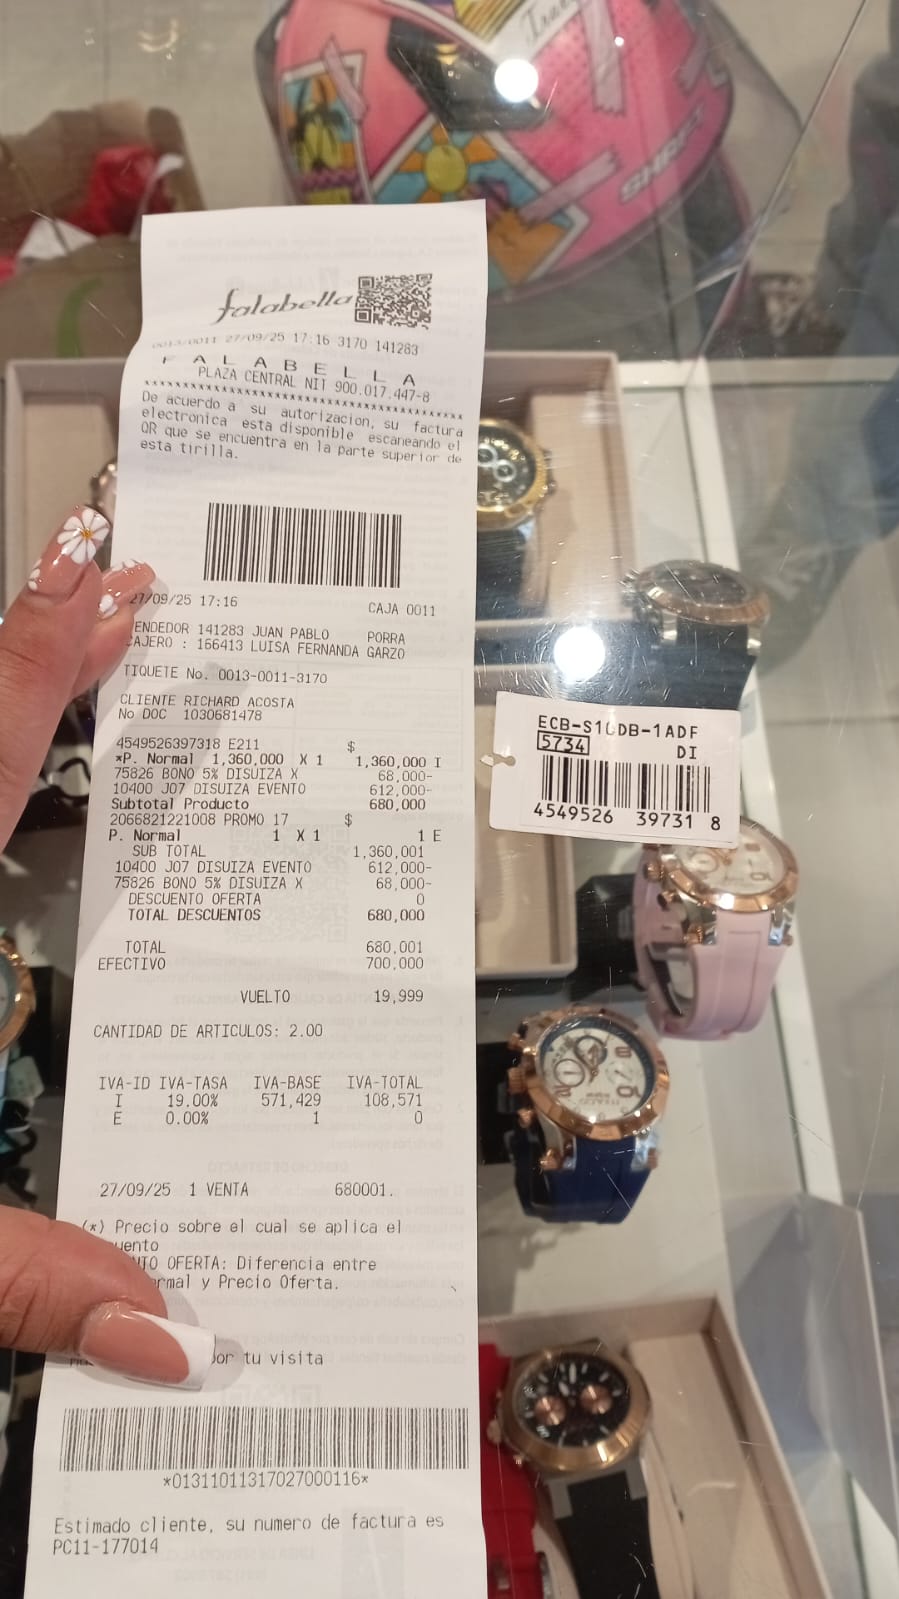 SHAFT
falabella
0013/0011 27/09/25 17:16 3170 141283
F A L A B E L L A
PLAZA CENTRAL NIT 900.017.447-8
****************************************
De acuerdo a su autorizacion, su factura
electronica esta disponible escaneando el
QR que se encuentra en la parte superior de
esta tirilla.
27/09/25 17:16 CAJA 0011
ENDEDOR 141283 JUAN PABLO PORRA
CAJERO : 166413 LUISA FERNANDA GARZO
TIQUETE No. 0013-0011-3170
CLIENTE RICHARD ACOSTA
No DOC 1030681478
4549526397318 E211 $
*P. Normal 1,360,000 X 1 1,360,000 I
75826 BONO 5% DISUIZA X 68,000-
10400 J07 DISUIZA EVENTO 612,000-
Subtotal Producto 680,000
2066821221008 PROMO 17 $
P. Normal 1 X 1 1 E
SUB TOTAL 1,360,001
10400 J07 DISUIZA EVENTO 612,000-
75826 BONO 5% DISUIZA X 68,000-
DESCUENTO OFERTA 0
TOTAL DESCUENTOS 680,000
TOTAL 680,001
EFECTIVO 700,000
VUELTO 19,999
CANTIDAD DE ARTICULOS: 2.00
IVA-ID IVA-TASA IVA-BASE IVA-TOTAL
I 19.00% 571,429 108,571
E 0.00% 1 0
27/09/25 1 VENTA 680001.
(*) Precio sobre el cual se aplica el
uento
NTO OFERTA: Diferencia entre
ormal y Precio Oferta.
por tu visita
*01311011317027000116*
Estimado cliente, su numero de factura es
PC11-177014
ECB-S10DB-1ADF
5734 DI
4549526 39731 8